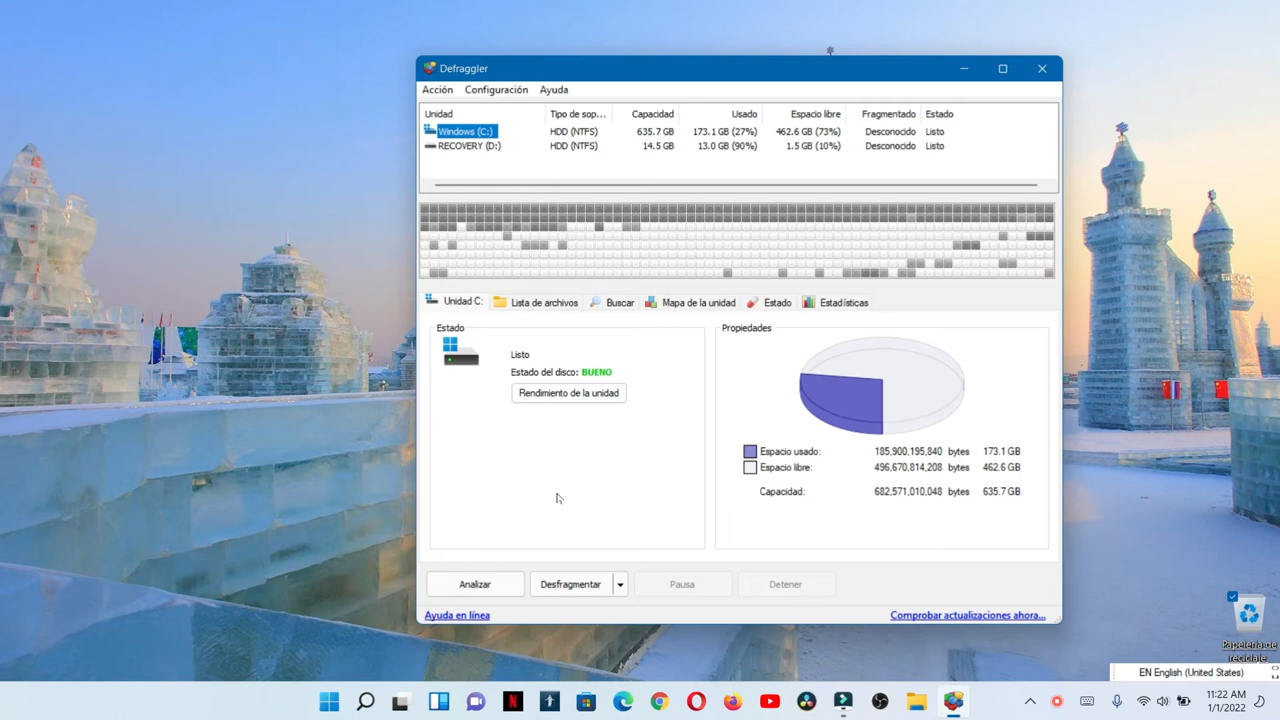 Defraggler
Acción Configuración Ayuda
Unidad Tipo de sop... Capacidad Usado Espacio libre Fragmentado Estado
Windows (C:) HDD (NTFS) 635.7 GB 173.1 GB (27%) 462.6 GB (73%) Desconocido Listo
RECOVERY (D:) HDD (NTFS) 14.5 GB 13.0 GB (90%) 1.5 GB (10%) Desconocido Listo
Unidad C: Lista de archivos Buscar Mapa de la unidad Estado Estadísticas
Estado Propiedades
Listo
Estado del disco: BUENO
Rendimiento de la unidad
Espacio usado: 185,900,195,840 bytes 173.1 GB
Espacio libre: 496,670,814,208 bytes 462.6 GB
Capacidad: 682,571,010,048 bytes 635.7 GB
Analizar Desfragmentar Pausa Detener
Ayuda en línea Comprobar actualizaciones ahora...
Papelería de
reciclaje
EN English (United States)
11:22 AM
1/1/2022